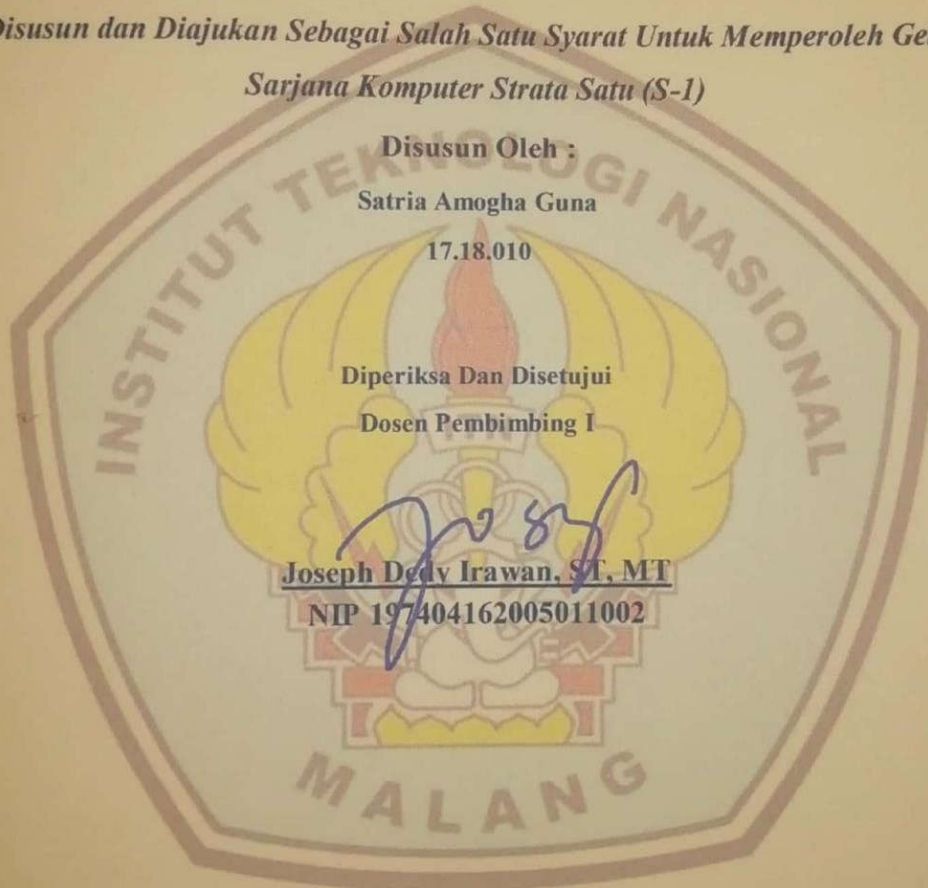 Disusun dan Diajukan Sebagai Salah Satu Syarat Untuk Memperoleh Ge
Sarjana Komputer Strata Satu (S-1)
Disusun Oleh :
INSTITUT TEKNOLOGI NASIONAL
Satria Amogha Guna
17.18.010
Diperiksa Dan Disetujui
Dosen Pembimbing I
ITN
Joseph Dedy Irawan, ST, MT
NIP 197404162005011002
MALANG